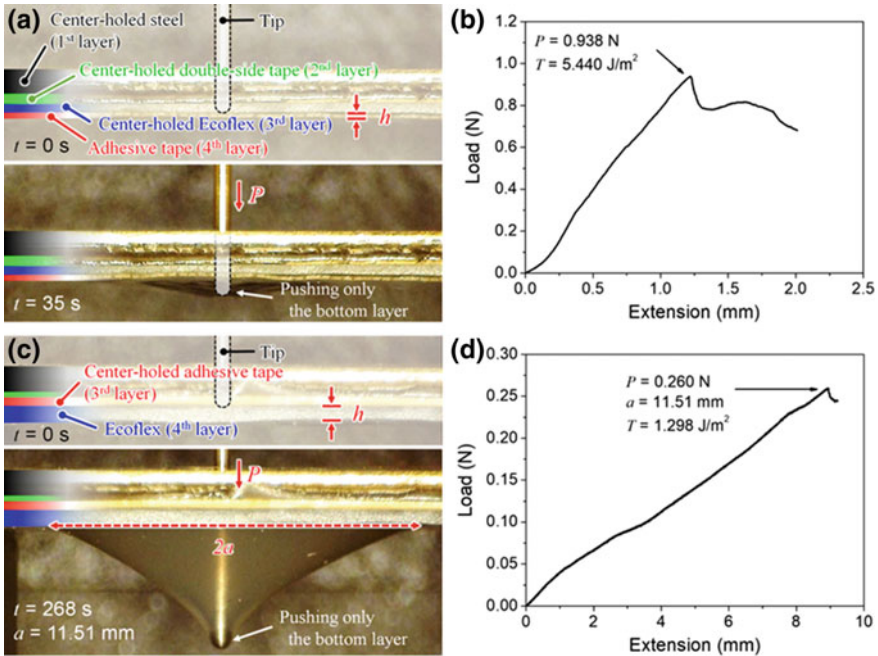 (a)
Center-holed steel
(1st layer)
Tip
Center-holed double-side tape (2nd layer)
Center-holed Ecoflex (3rd layer)
Adhesive tape (4th layer)
h
t = 0 s
P
t = 35 s
Pushing only
the bottom layer
(b)
P = 0.938 N
T = 5.440 J/m²
Load (N)
1.2
1.0
0.8
0.6
0.4
0.2
0.0
0.0 0.5 1.0 1.5 2.0 2.5
Extension (mm)
(c)
Tip
Center-holed adhesive tape
(3rd layer)
Ecoflex (4th layer)
h
t = 0 s
P
2a
t = 268 s
a = 11.51 mm
Pushing only
the bottom layer
(d)
P = 0.260 N
a = 11.51 mm
T = 1.298 J/m²
Load (N)
0.30
0.25
0.20
0.15
0.10
0.05
0.00
0 2 4 6 8 10
Extension (mm)